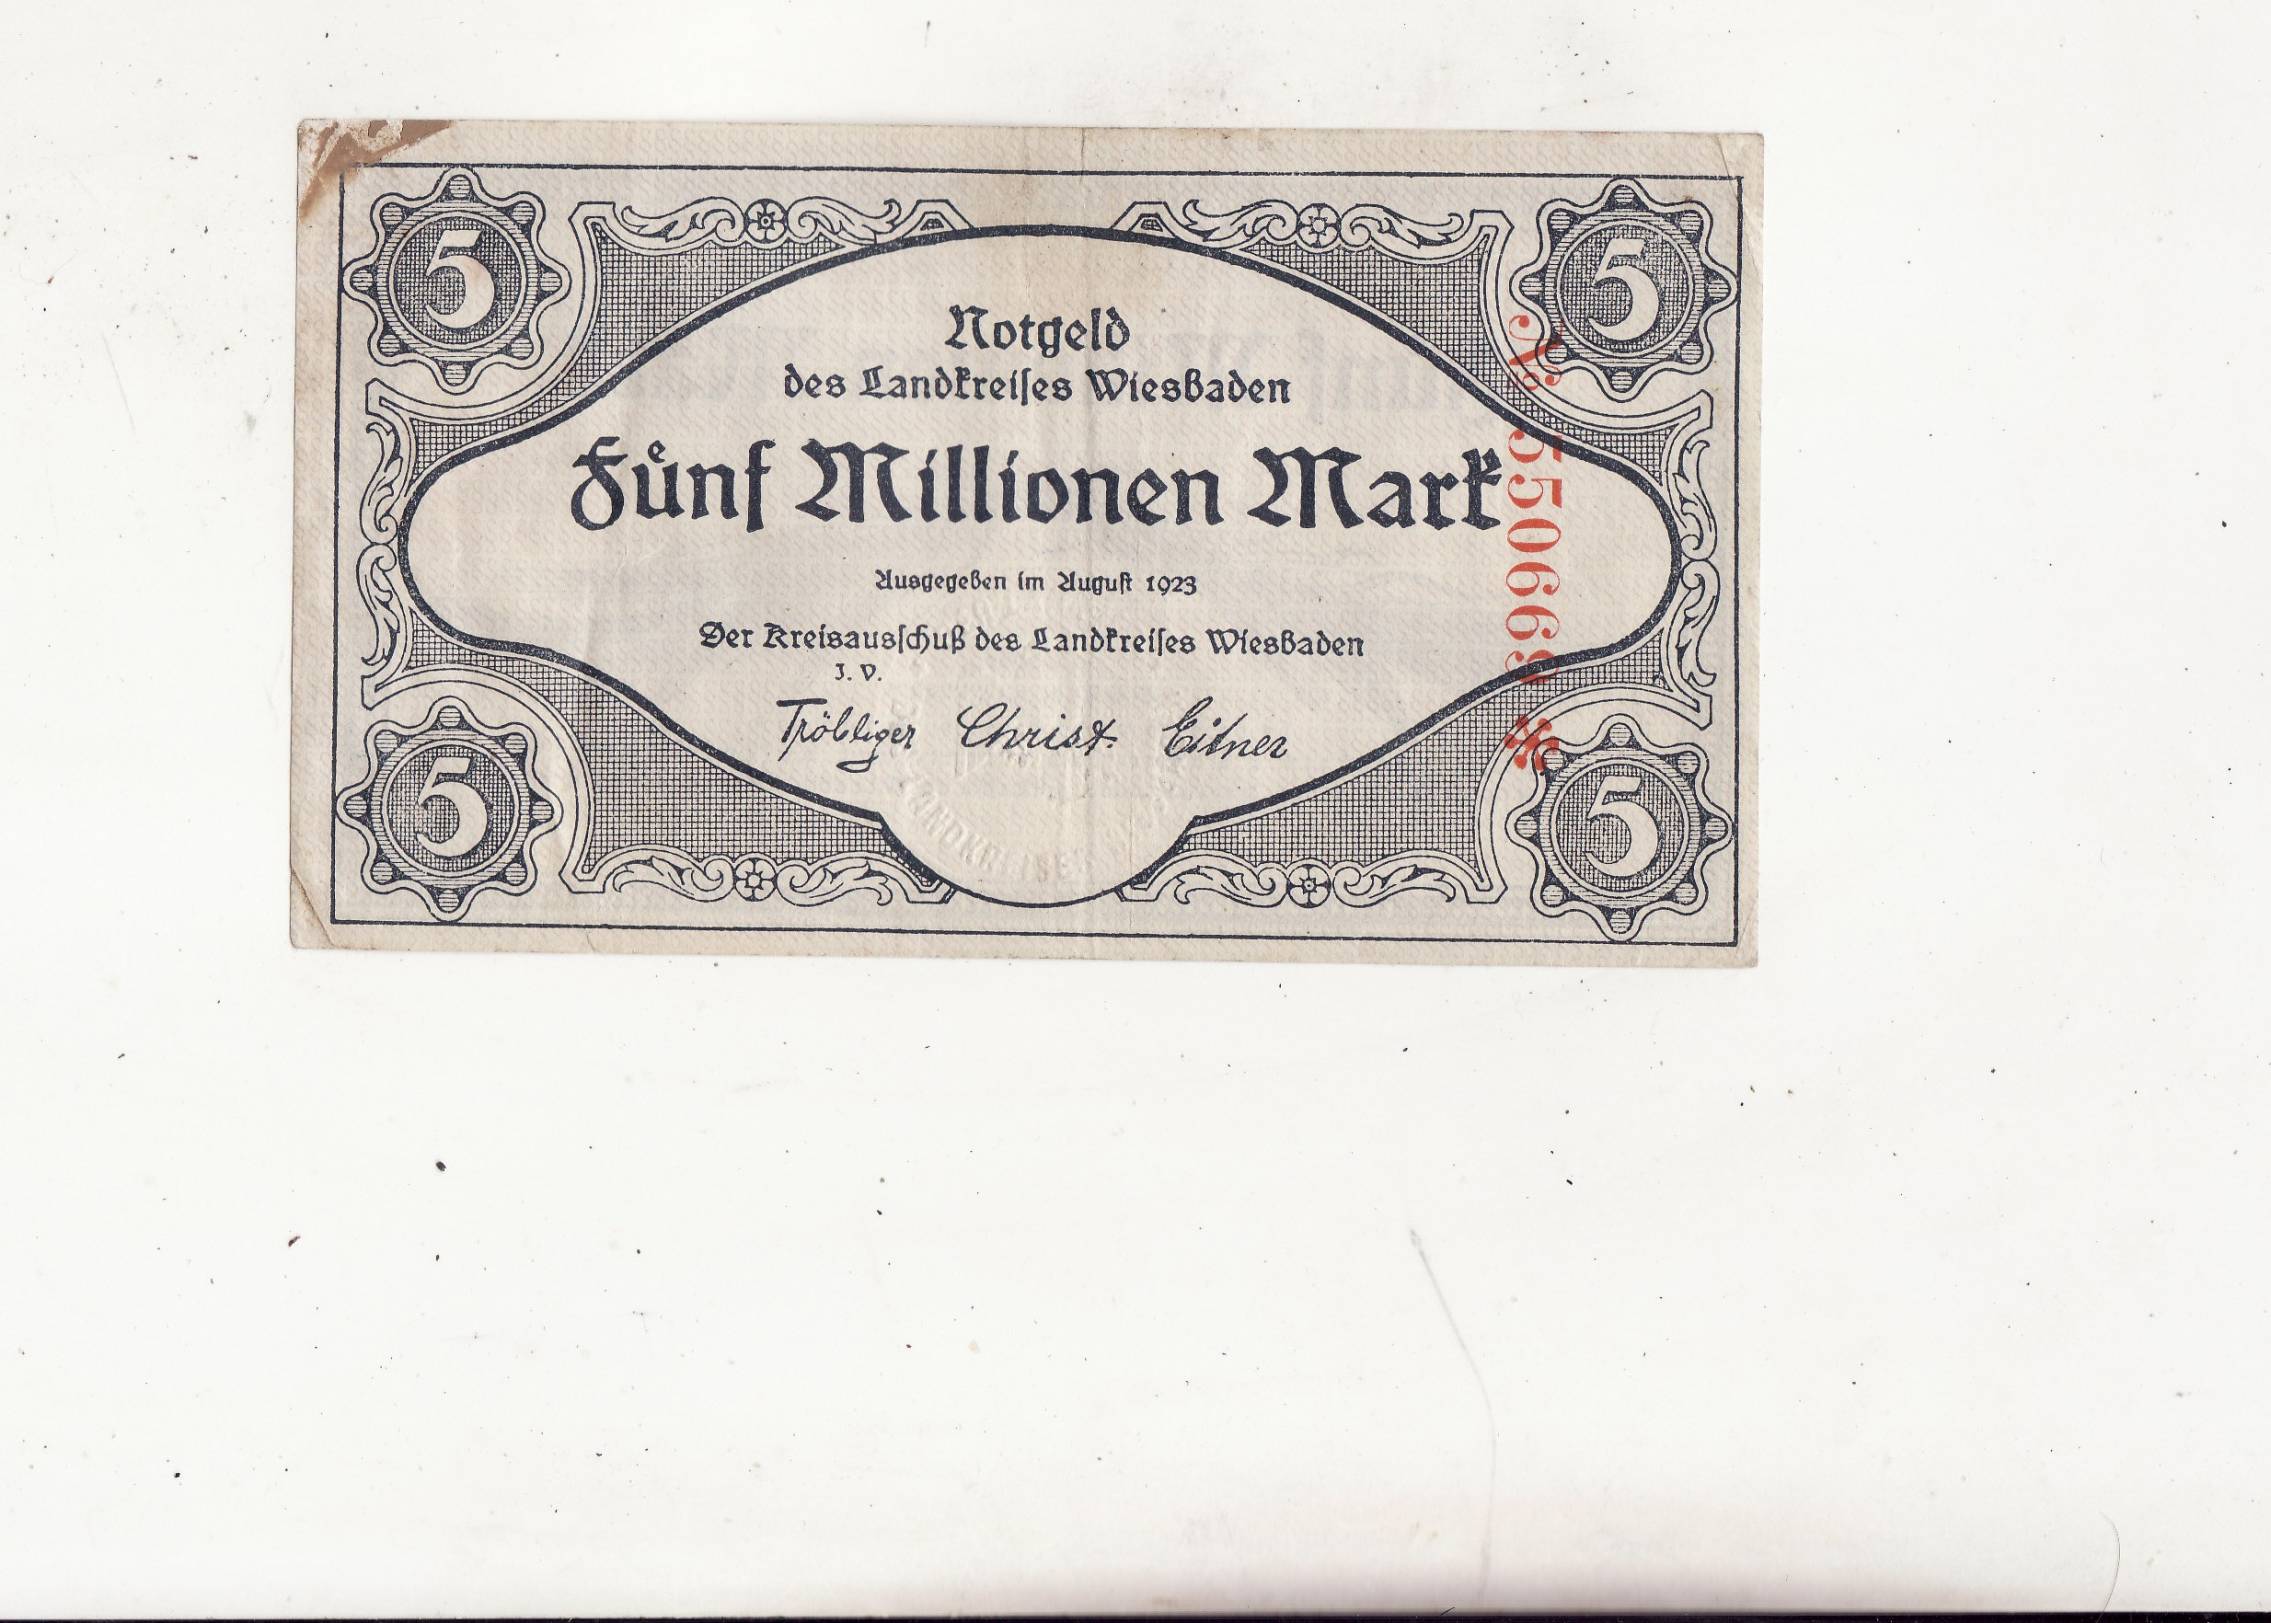 5
5
Notgeld
des Landkreises Wiesbaden
Fünf Millionen Mark
Ausgegeben im August 1923
Der Kreisausschuß des Landkreises Wiesbaden
J. V.
Christ. Eitner
№ 550669 *
5
5